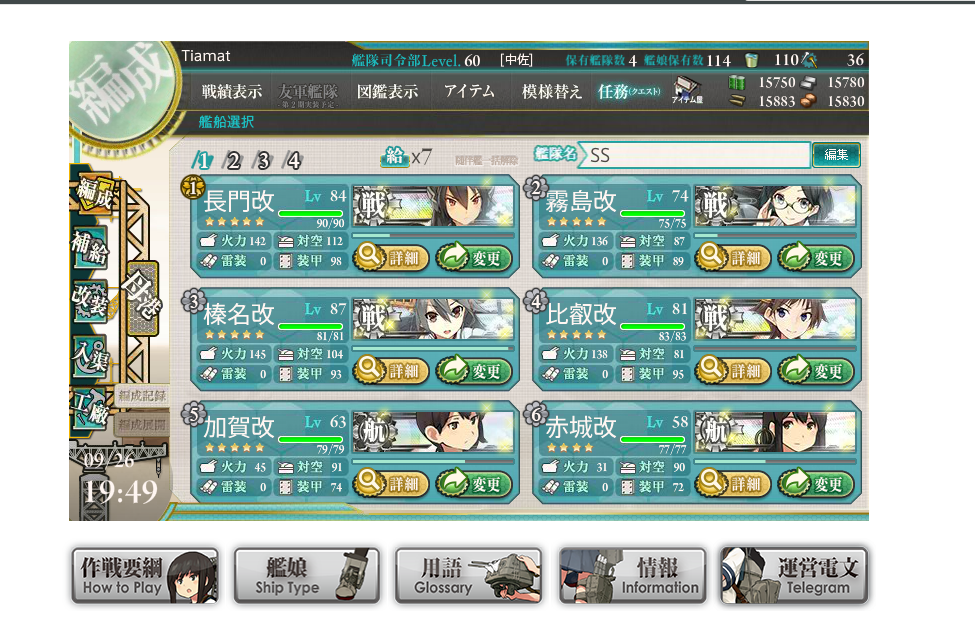 編成
Tiamat
艦隊司令部Level. 60 [中佐] 保有艦隊数 4 艦娘保有数 114 110 36
戦績表示 友軍艦隊 図鑑表示 アイテム 模様替え 任務(クエスト) アイテム屋 15750 15780
第2期実装予定 15883 15830
艦船選択
1 2 3 4 給 x7 随伴艦一括解除 艦隊名 SS 編集
1 長門改 Lv 84 戦
90/90
火力 142 対空 112
雷装 0 装甲 98 詳細 変更
2 霧島改 Lv 74 戦
75/75
火力 136 対空 87
雷装 0 装甲 89 詳細 変更
3 榛名改 Lv 87 戦
81/81
火力 145 対空 104
雷装 0 装甲 93 詳細 変更
4 比叡改 Lv 81 戦
83/83
火力 138 対空 81
雷装 0 装甲 95 詳細 変更
5 加賀改 Lv 63 航
79/79
火力 45 対空 91
雷装 0 装甲 74 詳細 変更
6 赤城改 Lv 58 航
77/77
火力 31 対空 90
雷装 0 装甲 72 詳細 変更
編成
補給
母港
改装
入渠
工廠
編成記録
編成展開
09/26
19:49
作戦要綱
How to Play
艦娘
Ship Type
用語
Glossary
情報
Information
運営電文
Telegram